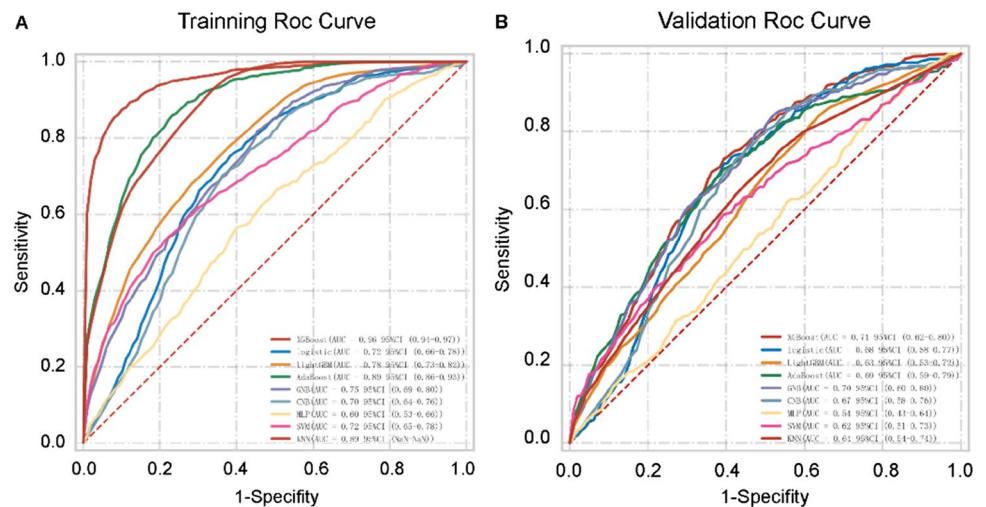 A Trainning Roc Curve
Sensitivity
1.0
0.8
0.6
0.4
0.2
0.0
XGBoost(AUC = 0.96 95%CI (0.94-0.97))
logistic(AUC = 0.72 95%CI (0.66-0.78))
lightGBM(AUC = 0.78 95%CI (0.73-0.82))
AdaBoost(AUC = 0.89 95%CI (0.86-0.93))
GNB(AUC = 0.75 95%CI (0.69-0.80))
CNB(AUC = 0.70 95%CI (0.64-0.76))
MLP(AUC = 0.60 95%CI (0.53-0.66))
SVM(AUC = 0.72 95%CI (0.65-0.78))
KNN(AUC = 0.89 95%CI (NaN-NaN))
0.0 0.2 0.4 0.6 0.8 1.0
1-Specifity
B Validation Roc Curve
Sensitivity
1.0
0.8
0.6
0.4
0.2
0.0
XGBoost(AUC = 0.71 95%CI (0.62-0.80))
logistic(AUC = 0.68 95%CI (0.58-0.77))
lightGBM(AUC = 0.63 95%CI (0.53-0.72))
AdaBoost(AUC = 0.69 95%CI (0.59-0.79))
GNB(AUC = 0.70 95%CI (0.60-0.80))
CNB(AUC = 0.67 95%CI (0.58-0.76))
MLP(AUC = 0.54 95%CI (0.43-0.64))
SVM(AUC = 0.62 95%CI (0.51-0.73))
KNN(AUC = 0.64 95%CI (0.54-0.74))
0.0 0.2 0.4 0.6 0.8 1.0
1-Specifity